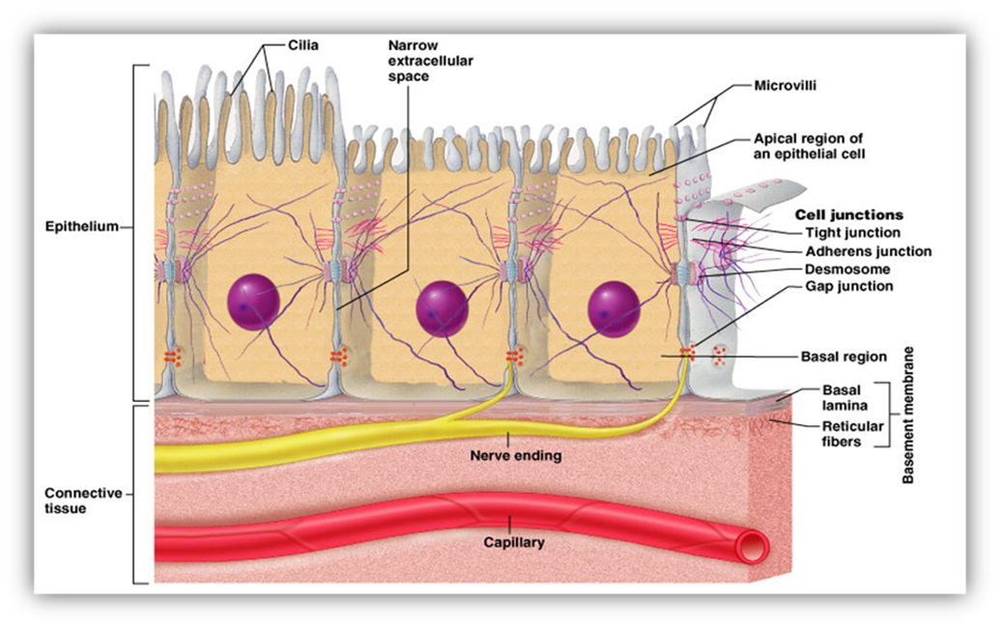 Cilia
Narrow
extracellular
space
Microvilli
Apical region of
an epithelial cell
Epithelium
Cell junctions
Tight junction
Adherens junction
Desmosome
Gap junction
Basal region
Basal
lamina
Reticular
fibers
Basement membrane
Nerve ending
Connective
tissue
Capillary